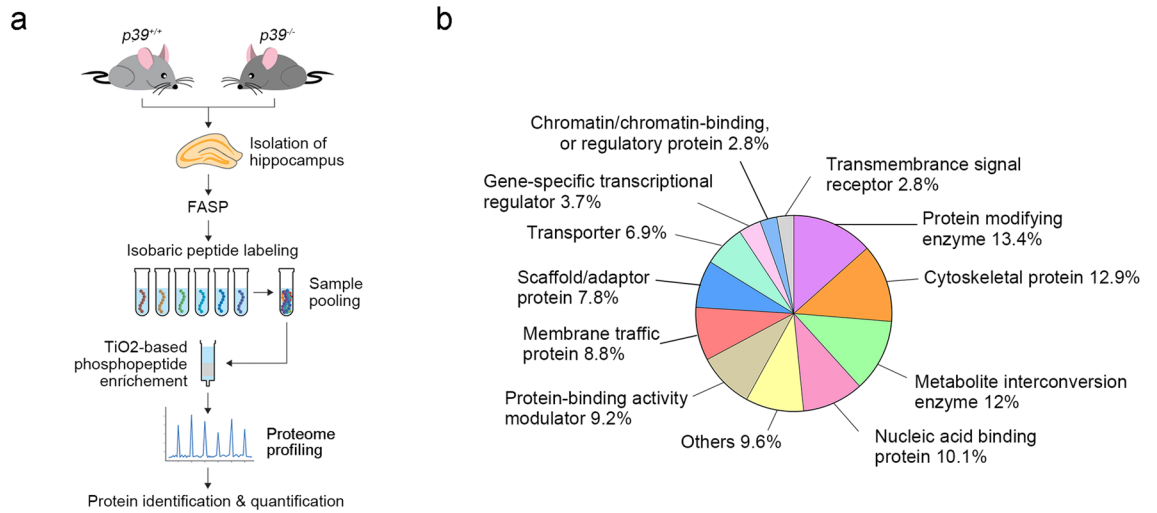 a
p39+/+
p39-/-
Isolation of
hippocampus
FASP
Isobaric peptide labeling
Sample
pooling
TiO2-based
phosphopeptide
enrichement
Proteome
profiling
Protein identification & quantification
b
Chromatin/chromatin-binding,
or regulatory protein 2.8%
Transmembrance signal
receptor 2.8%
Gene-specific transcriptional
regulator 3.7%
Protein modifying
enzyme 13.4%
Transporter 6.9%
Cytoskeletal protein 12.9%
Scaffold/adaptor
protein 7.8%
Membrane traffic
protein 8.8%
Metabolite interconversion
enzyme 12%
Protein-binding activity
modulator 9.2%
Others 9.6%
Nucleic acid binding
protein 10.1%